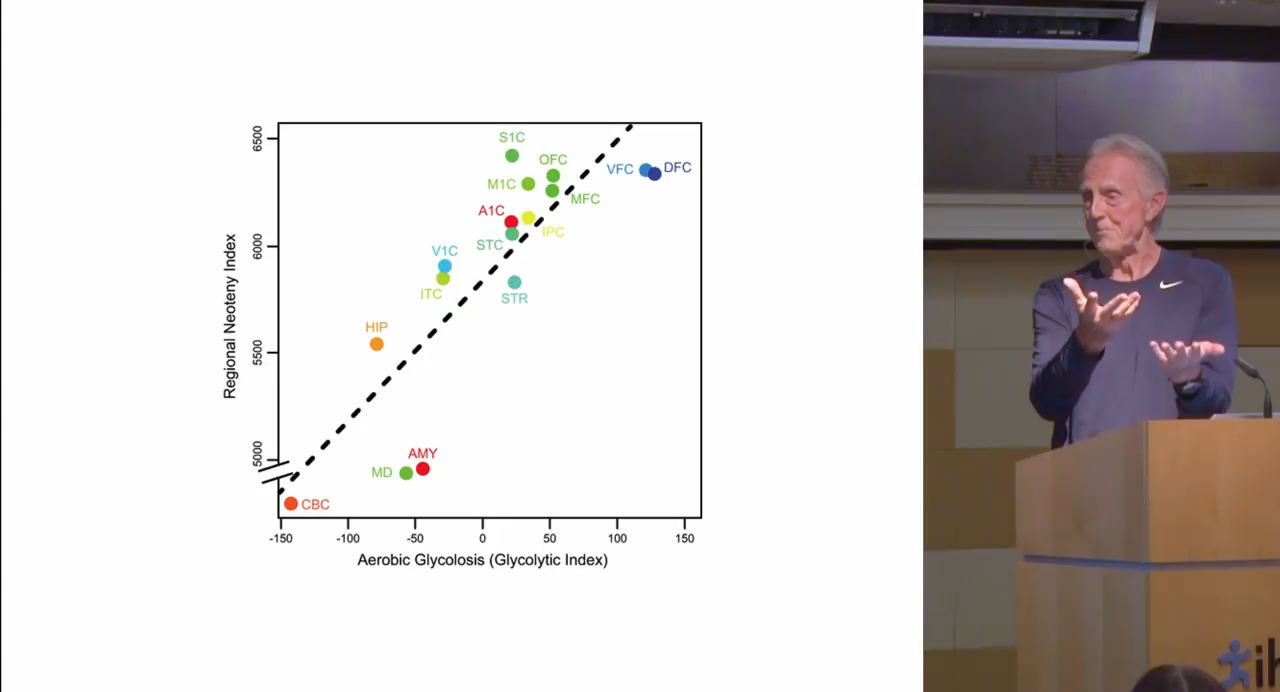 6500
6000
5500
5000
Regional Neoteny Index
S1C
OFC
M1C
MFC
VFC
DFC
A1C
IPC
STC
V1C
ITC
STR
HIP
AMY
MD
CBC
-150
-100
-50
0
50
100
150
Aerobic Glycolosis (Glycolytic Index)